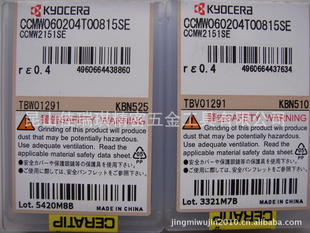 KYOCERA
CCMW060204T00815SE
CCMW2151SE
rε0.4
4960664438860
TBW01291
KBN525
SAFETY WARNING
Grinding of this product will produce
dust that may be potentially hazardous.
Use adequate ventilation. Read the
applicable material safety data sheet.
Lot. 5420M8B
MADE IN CHINA
CERATIP
KYOCERA
CCMW060204T00815SE
CCMW2151SE
rε0.4
4960664437634
TBW01291
KBN510
SAFETY WARNING
Grinding of this product will produce
dust that may be potentially hazardous.
Use adequate ventilation. Read the
applicable material safety data sheet.
Lot. 3321M7B
MADE IN CHINA
CERATIP
jingmiwujin2010.1688.com